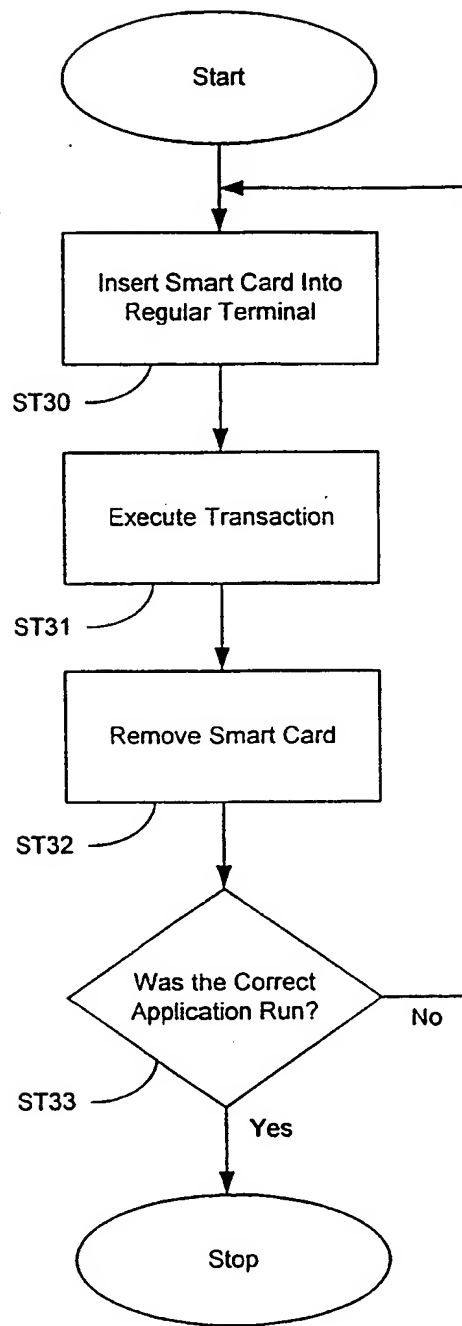 Start
Insert Smart Card Into
Regular Terminal
ST30
Execute Transaction
ST31
Remove Smart Card
ST32
Was the Correct
Application Run?
No
ST33
Yes
Stop